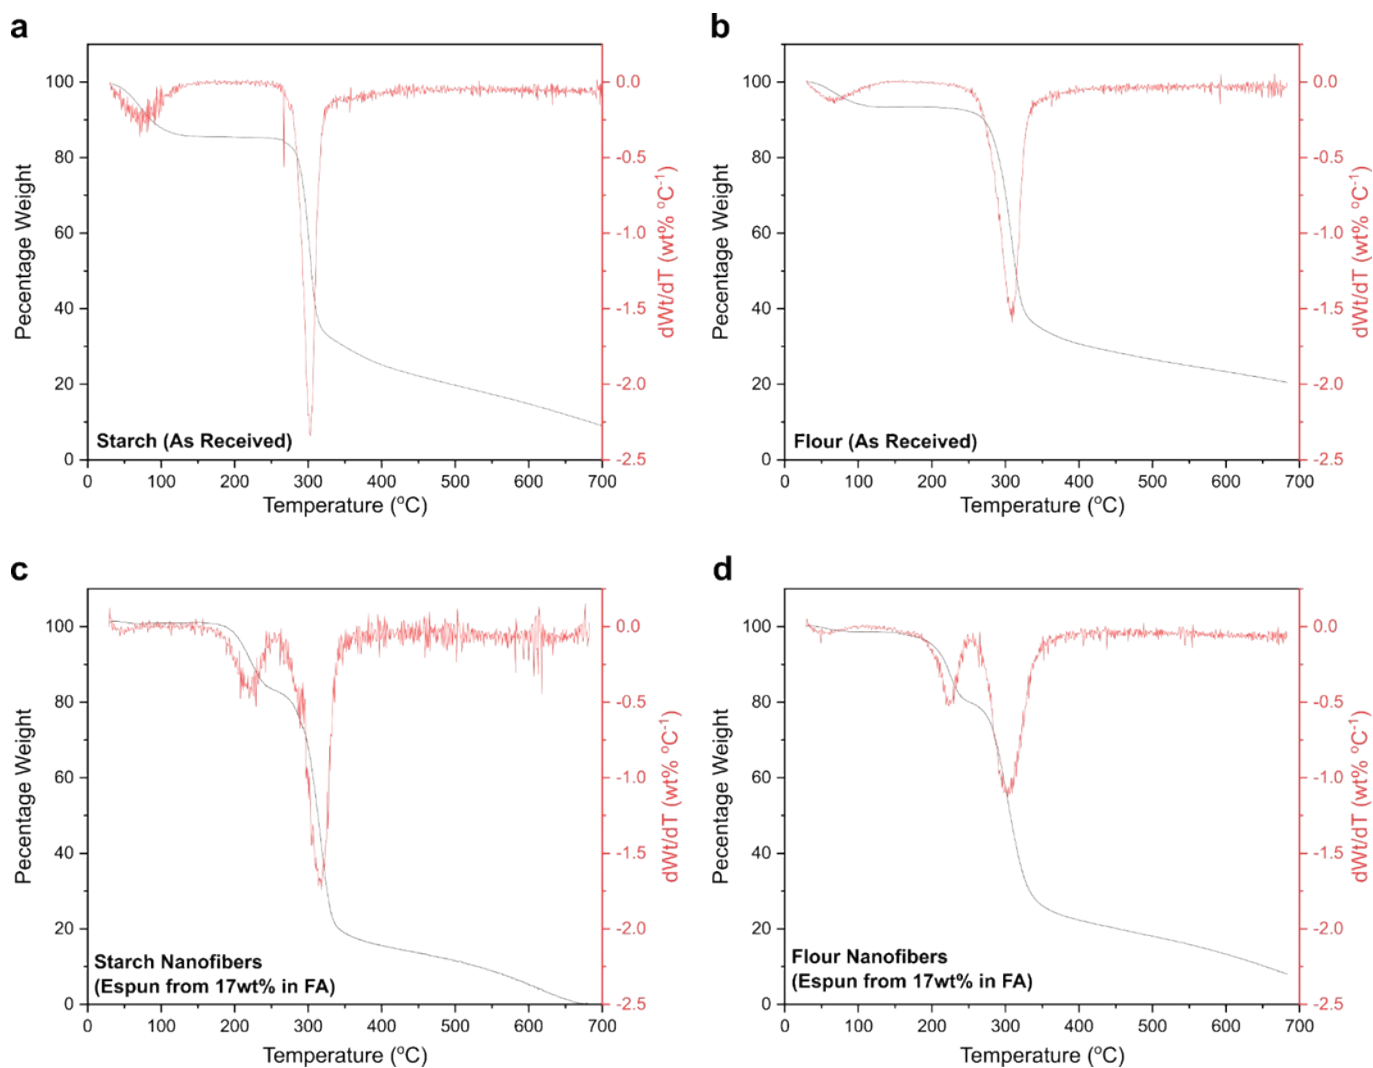 a
100
80
60
40
20
0
Pecentage Weight
0.0
-0.5
-1.0
-1.5
-2.0
-2.5
dWt/dT (wt% °C⁻¹)
Starch (As Received)
0 100 200 300 400 500 600 700
Temperature (°C)
b
100
80
60
40
20
0
Pecentage Weight
0.0
-0.5
-1.0
-1.5
-2.0
-2.5
dWt/dT (wt% °C⁻¹)
Flour (As Received)
0 100 200 300 400 500 600 700
Temperature (°C)
c
100
80
60
40
20
0
Pecentage Weight
0.0
-0.5
-1.0
-1.5
-2.0
-2.5
dWt/dT (wt% °C⁻¹)
Starch Nanofibers
(Espun from 17wt% in FA)
0 100 200 300 400 500 600 700
Temperature (°C)
d
100
80
60
40
20
0
Pecentage Weight
0.0
-0.5
-1.0
-1.5
-2.0
-2.5
dWt/dT (wt% °C⁻¹)
Flour Nanofibers
(Espun from 17wt% in FA)
0 100 200 300 400 500 600 700
Temperature (°C)